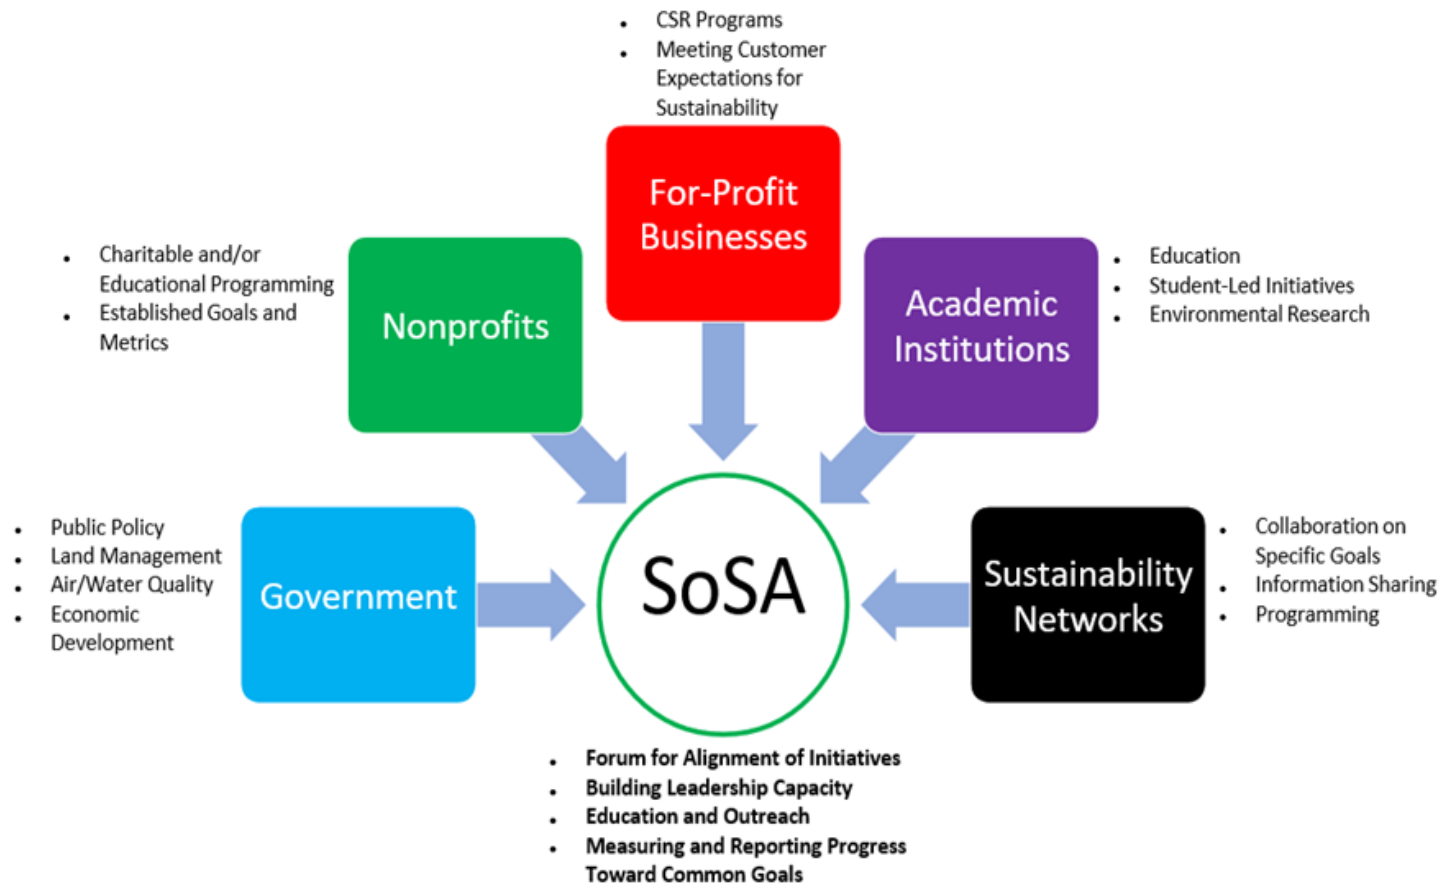 • CSR Programs
• Meeting Customer
Expectations for
Sustainability
For-Profit
Businesses
• Charitable and/or
Educational Programming
• Established Goals and
Metrics
Nonprofits
Academic
Institutions
• Education
• Student-Led Initiatives
• Environmental Research
• Public Policy
• Land Management
• Air/Water Quality
• Economic
Development
Government
SoSA
Sustainability
Networks
• Collaboration on
Specific Goals
• Information Sharing
• Programming
• Forum for Alignment of Initiatives
• Building Leadership Capacity
• Education and Outreach
• Measuring and Reporting Progress
Toward Common Goals